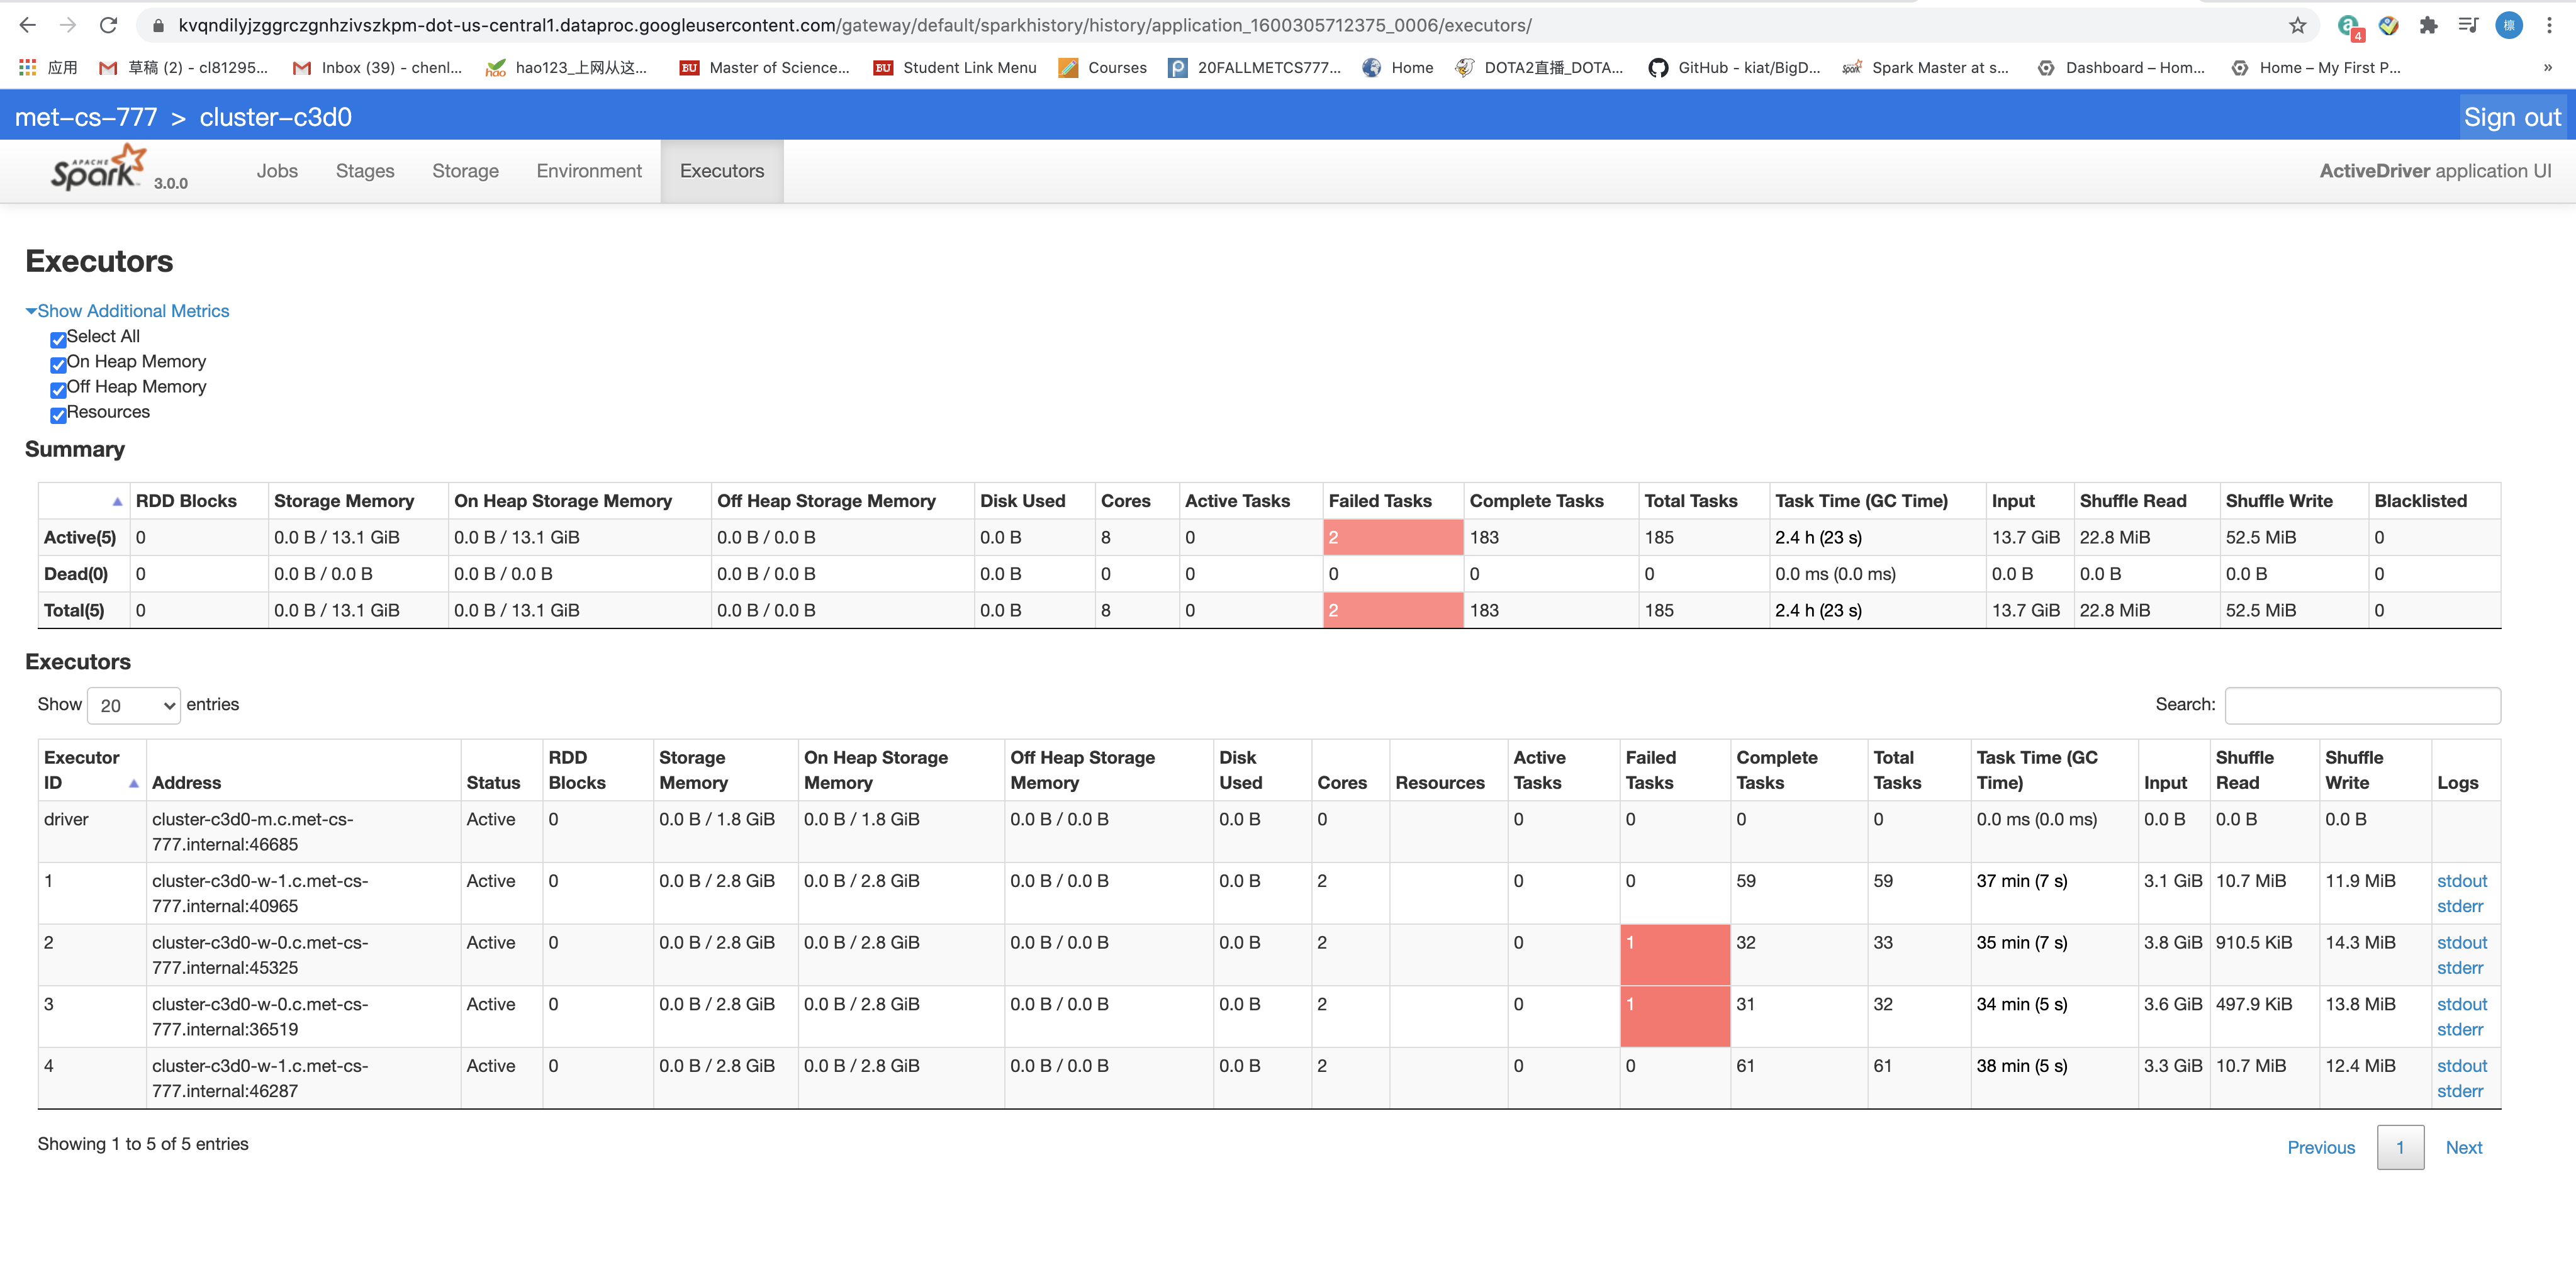 kvqndilyjzggrczgnhzivszkpm-dot-us-central1.dataproc.googleusercontent.com/gateway/default/sparkhistory/history/application_1600305712375_0006/executors/
4
檩
应用 草稿 (2) - cl81295... Inbox (39) - chenl... hao123_上网从这... BU Master of Science... BU Student Link Menu Courses 20FALLMETCS777... Home DOTA2直播_DOTA... GitHub - kiat/BigD... Spark Master at s... Dashboard – Hom... Home – My First P... »
met-cs-777 > cluster-c3d0 Sign out
APACHE Spark 3.0.0 Jobs Stages Storage Environment Executors ActiveDriver application UI
Executors
Show Additional Metrics
Select All
On Heap Memory
Off Heap Memory
Resources
Summary
RDD Blocks Storage Memory On Heap Storage Memory Off Heap Storage Memory Disk Used Cores Active Tasks Failed Tasks Complete Tasks Total Tasks Task Time (GC Time) Input Shuffle Read Shuffle Write Blacklisted
Active(5) 0 0.0 B / 13.1 GiB 0.0 B / 13.1 GiB 0.0 B / 0.0 B 0.0 B 8 0 2 183 185 2.4 h (23 s) 13.7 GiB 22.8 MiB 52.5 MiB 0
Dead(0) 0 0.0 B / 0.0 B 0.0 B / 0.0 B 0.0 B / 0.0 B 0.0 B 0 0 0 0 0 0.0 ms (0.0 ms) 0.0 B 0.0 B 0.0 B 0
Total(5) 0 0.0 B / 13.1 GiB 0.0 B / 13.1 GiB 0.0 B / 0.0 B 0.0 B 8 0 2 183 185 2.4 h (23 s) 13.7 GiB 22.8 MiB 52.5 MiB 0
Executors
Show 20 entries Search:
Executor ID Address Status RDD Blocks Storage Memory On Heap Storage Memory Off Heap Storage Memory Disk Used Cores Resources Active Tasks Failed Tasks Complete Tasks Total Tasks Task Time (GC Time) Input Shuffle Read Shuffle Write Logs
driver cluster-c3d0-m.c.met-cs- Active 0 0.0 B / 1.8 GiB 0.0 B / 1.8 GiB 0.0 B / 0.0 B 0.0 B 0 0 0 0 0 0.0 ms (0.0 ms) 0.0 B 0.0 B 0.0 B
777.internal:46685
1 cluster-c3d0-w-1.c.met-cs- Active 0 0.0 B / 2.8 GiB 0.0 B / 2.8 GiB 0.0 B / 0.0 B 0.0 B 2 0 0 59 59 37 min (7 s) 3.1 GiB 10.7 MiB 11.9 MiB stdout
777.internal:40965 stderr
2 cluster-c3d0-w-0.c.met-cs- Active 0 0.0 B / 2.8 GiB 0.0 B / 2.8 GiB 0.0 B / 0.0 B 0.0 B 2 0 1 32 33 35 min (7 s) 3.8 GiB 910.5 KiB 14.3 MiB stdout
777.internal:45325 stderr
3 cluster-c3d0-w-0.c.met-cs- Active 0 0.0 B / 2.8 GiB 0.0 B / 2.8 GiB 0.0 B / 0.0 B 0.0 B 2 0 1 31 32 34 min (5 s) 3.6 GiB 497.9 KiB 13.8 MiB stdout
777.internal:36519 stderr
4 cluster-c3d0-w-1.c.met-cs- Active 0 0.0 B / 2.8 GiB 0.0 B / 2.8 GiB 0.0 B / 0.0 B 0.0 B 2 0 0 61 61 38 min (5 s) 3.3 GiB 10.7 MiB 12.4 MiB stdout
777.internal:46287 stderr
Showing 1 to 5 of 5 entries Previous 1 Next